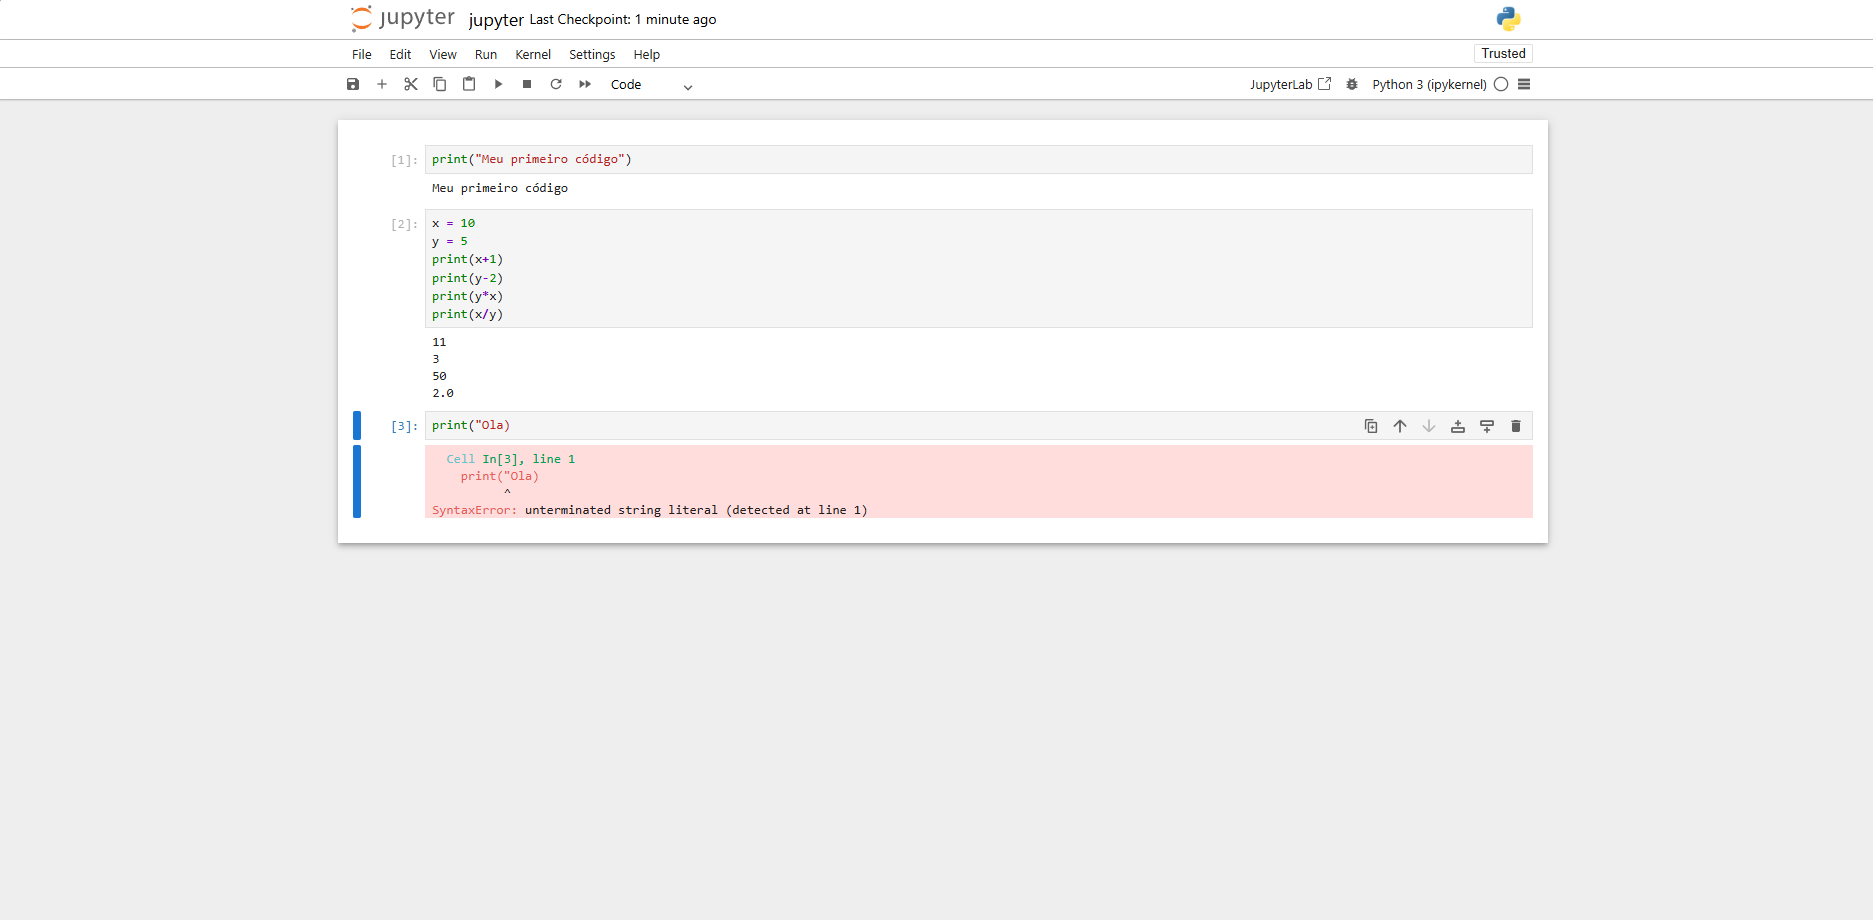 jupyter jupyter Last Checkpoint: 1 minute ago
File Edit View Run Kernel Settings Help Trusted
Code JupyterLab Python 3 (ipykernel)
[1]: print("Meu primeiro código")
Meu primeiro código
[2]: x = 10
y = 5
print(x+1)
print(y-2)
print(y*x)
print(x/y)
11
3
50
2.0
[3]: print("Ola)
Cell In[3], line 1
print("Ola)
^
SyntaxError: unterminated string literal (detected at line 1)